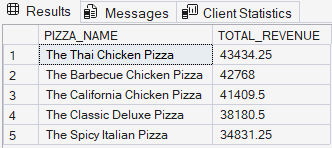 Results Messages Client Statistics
PIZZA_NAME TOTAL_REVENUE
1 The Thai Chicken Pizza 43434.25
2 The Barbecue Chicken Pizza 42768
3 The California Chicken Pizza 41409.5
4 The Classic Deluxe Pizza 38180.5
5 The Spicy Italian Pizza 34831.25